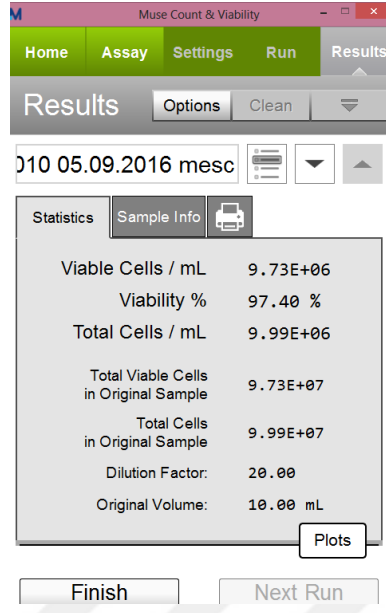 M Muse Count & Viability
Home Assay Settings Run Results
Results Options Clean
010 05.09.2016 mesc
Statistics Sample Info
Viable Cells / mL 9.73E+06
Viability % 97.40 %
Total Cells / mL 9.99E+06
Total Viable Cells
in Original Sample 9.73E+07
Total Cells
in Original Sample 9.99E+07
Dilution Factor: 20.00
Original Volume: 10.00 mL
Plots
Finish Next Run